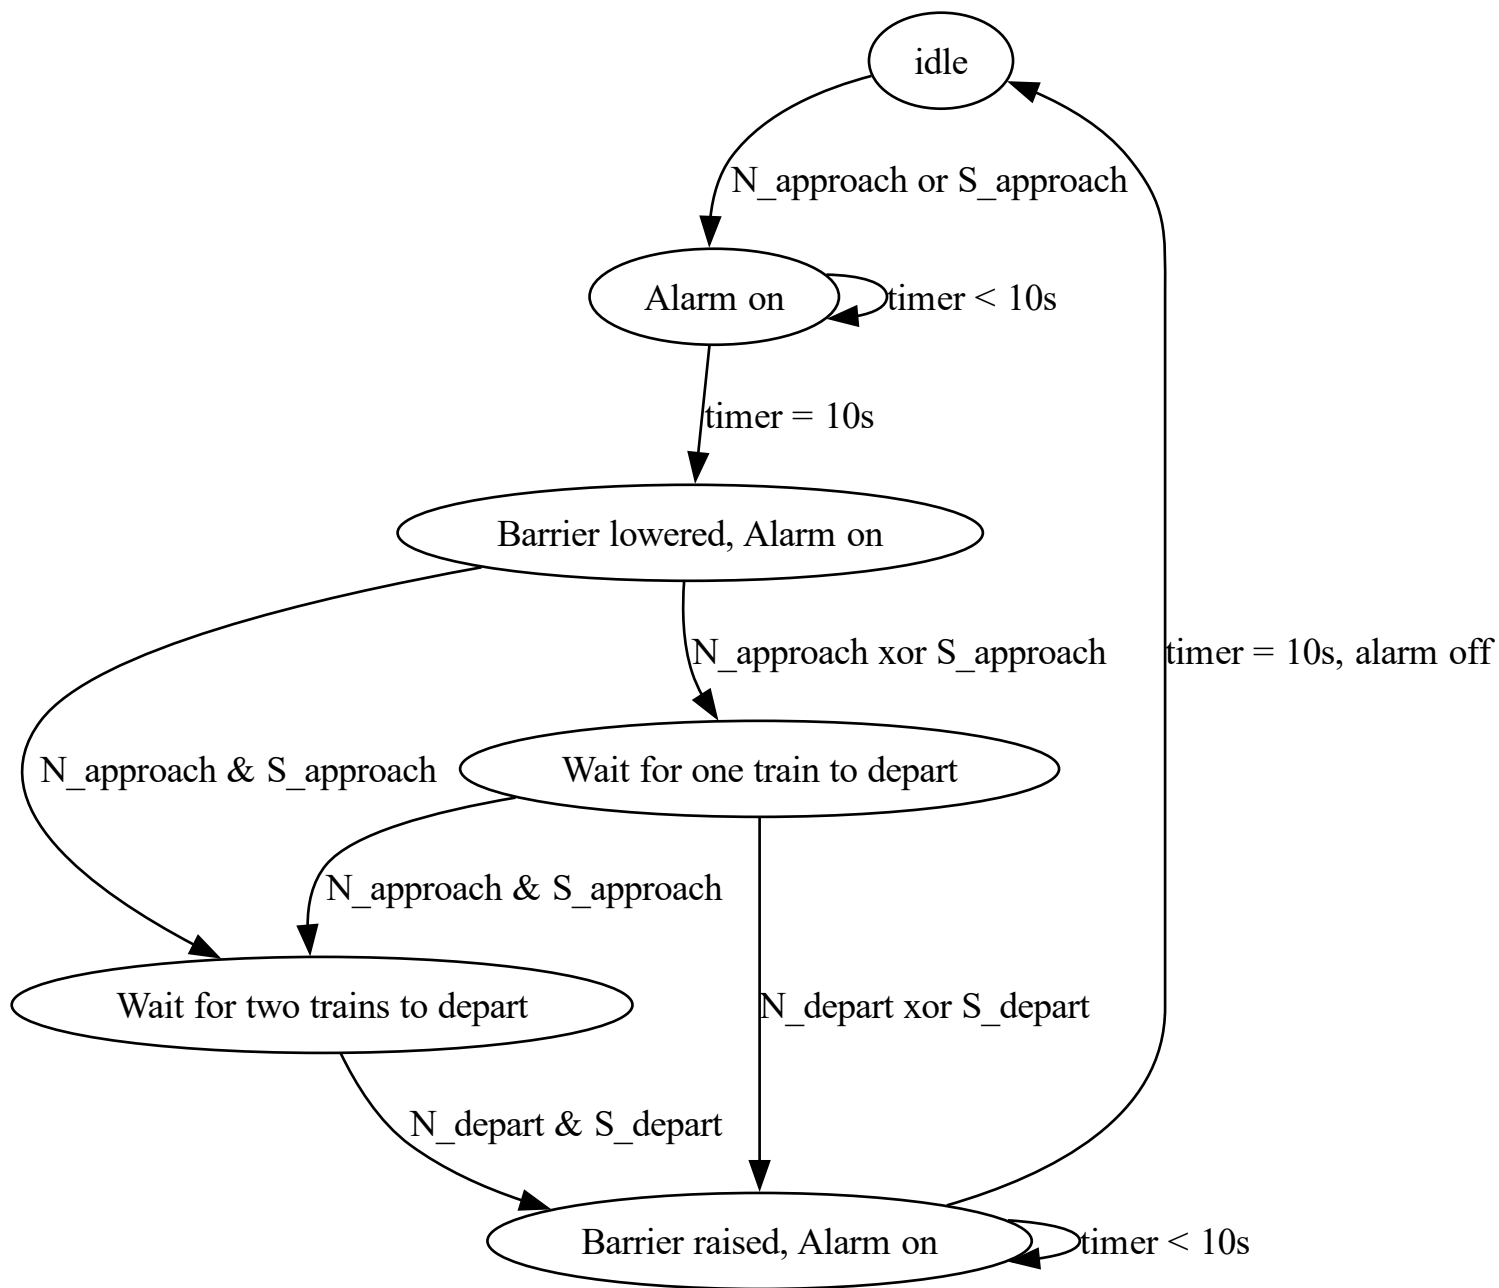 idle
N_approach or S_approach
Alarm on
timer < 10s
timer = 10s
Barrier lowered, Alarm on
N_approach xor S_approach
timer = 10s, alarm off
N_approach & S_approach
Wait for one train to depart
N_approach & S_approach
Wait for two trains to depart
N_depart xor S_depart
N_depart & S_depart
Barrier raised, Alarm on
timer < 10s